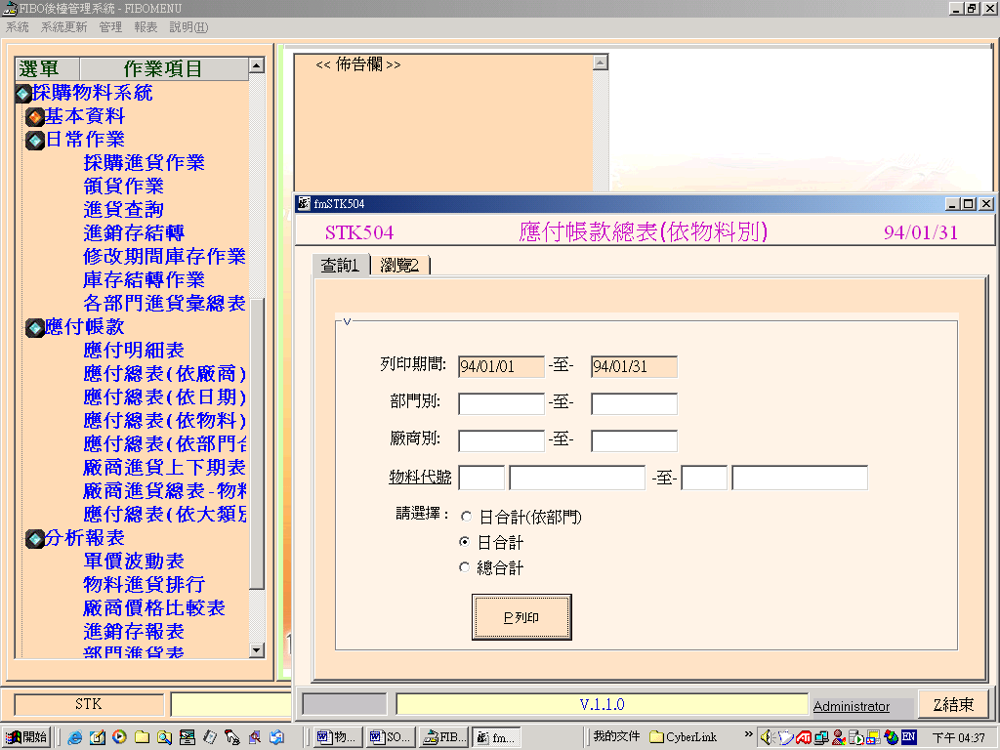 FIBO後檯管理系統 - FIBOMENU
系統 系統更新 管理 報表 說明(H)
選單 作業項目
採購物料系統
基本資料
日常作業
採購進貨作業
領貨作業
進貨查詢
進銷存結轉
修改期間庫存作業
庫存結轉作業
各部門進貨彙總表
應付帳款
應付明細表
應付總表(依廠商)
應付總表(依日期)
應付總表(依物料)
應付總表(依部門合
廠商進貨上下期表
廠商進貨總表-物料
應付總表(依大類別
分析報表
單價波動表
物料進貨排行
廠商價格比較表
進銷存報表
部門進貨表
STK
<< 佈告欄 >>
fmSTK504
STK504 應付帳款總表(依物料別) 94/01/31
查詢1 瀏覽2
v
列印期間: 94/01/01 -至- 94/01/31
部門別: -至-
廠商別: -至-
物料代號 -至-
請選擇: 日合計(依部門)
日合計
總合計
P列印
V.1.1.0 Administrator Z結束
開始 物... SO... FIB... fm... 我的文件 CyberLink » EN 下午 04:37